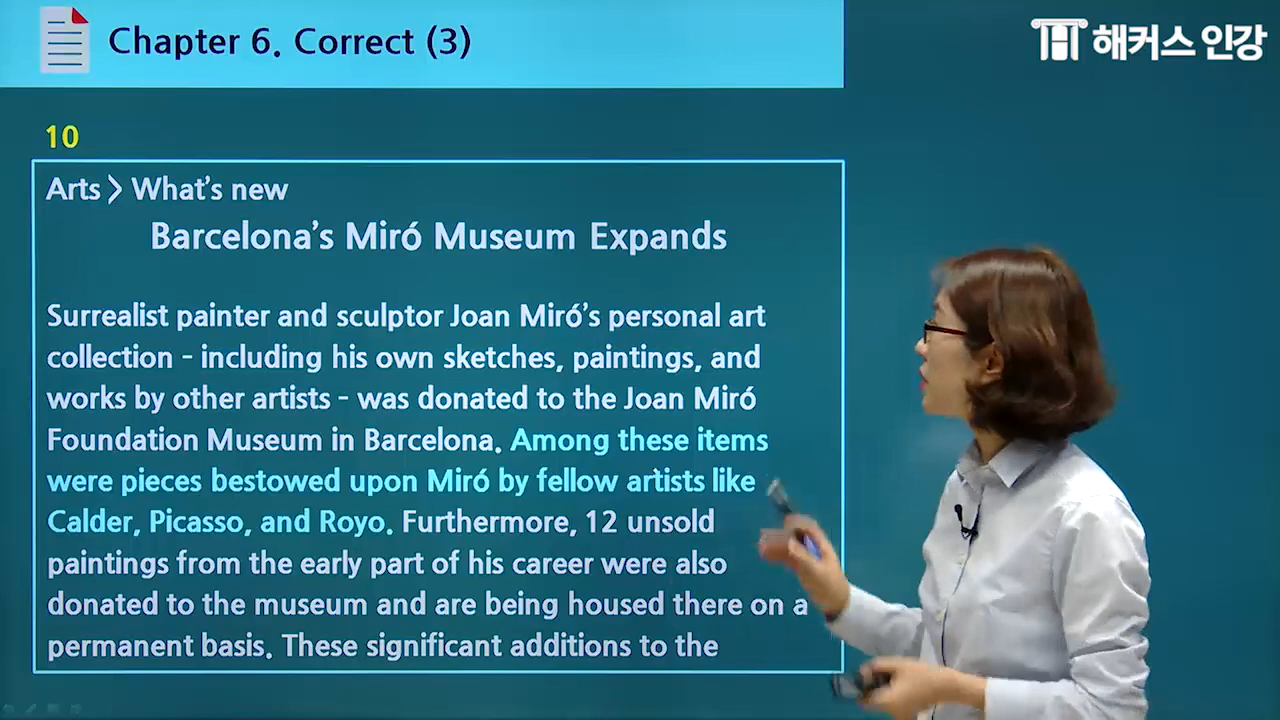 Chapter 6. Correct (3)
해커스 인강
10
Arts > What's new
Barcelona's Miró Museum Expands
Surrealist painter and sculptor Joan Miró's personal art
collection - including his own sketches, paintings, and
works by other artists - was donated to the Joan Miró
Foundation Museum in Barcelona. Among these items
were pieces bestowed upon Miró by fellow artists like
Calder, Picasso, and Royo. Furthermore, 12 unsold
paintings from the early part of his career were also
donated to the museum and are being housed there on a
permanent basis. These significant additions to the